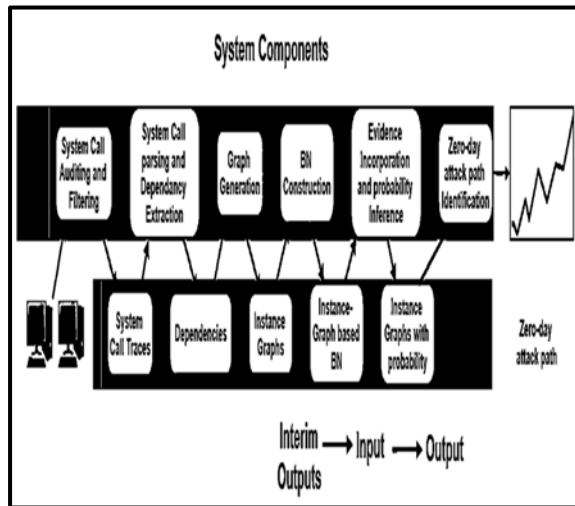 System Components
System Call
Auditing and
Filtering
System Call
parsing and
Dependancy
Extraction
Graph
Generation
BN
Construction
Evidence
Incorporation
and probability
Inference
Zero-day
attack path
Identification
System
Call Traces
Dependencies
Instance
Graphs
Instance-
Graph based
BN
Instance
Graphs with
probability
Zero-day
attack path
Interim
Outputs
Input
Output